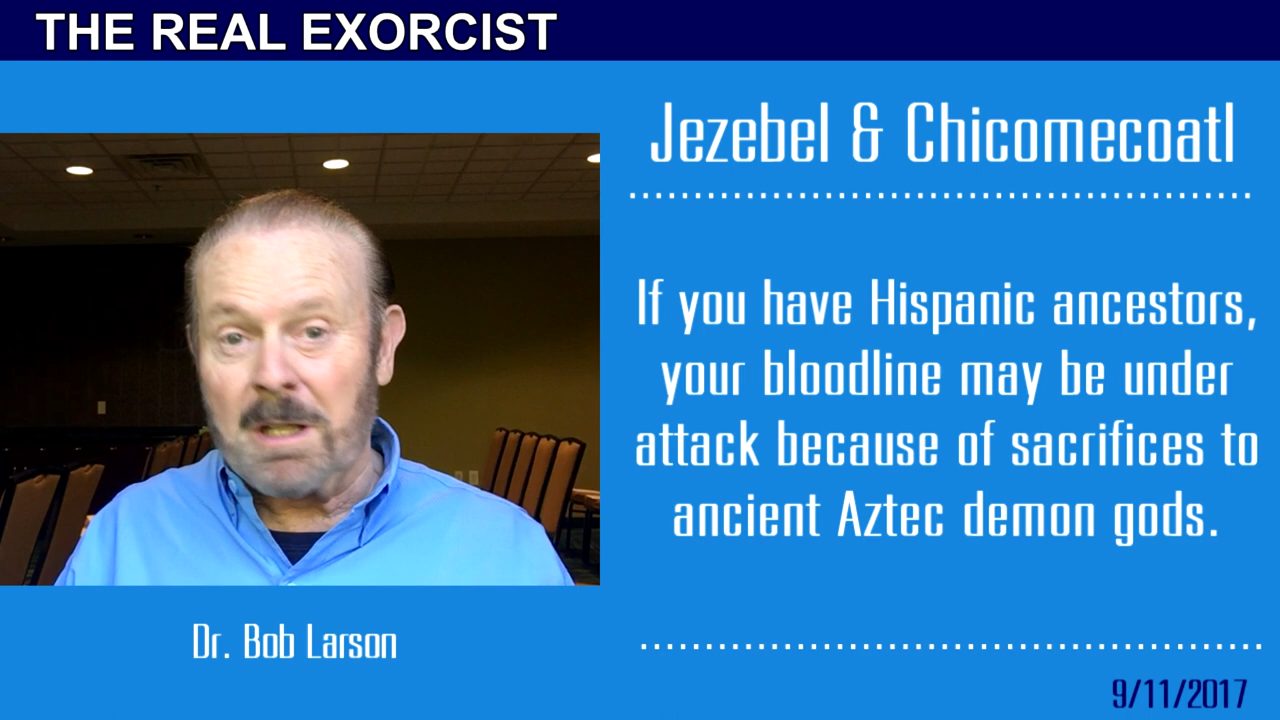 THE REAL EXORCIST
Jezebel & Chicomecoatl
If you have Hispanic ancestors,
your bloodline may be under
attack because of sacrifices to
ancient Aztec demon gods.
Dr. Bob Larson
9/11/2017